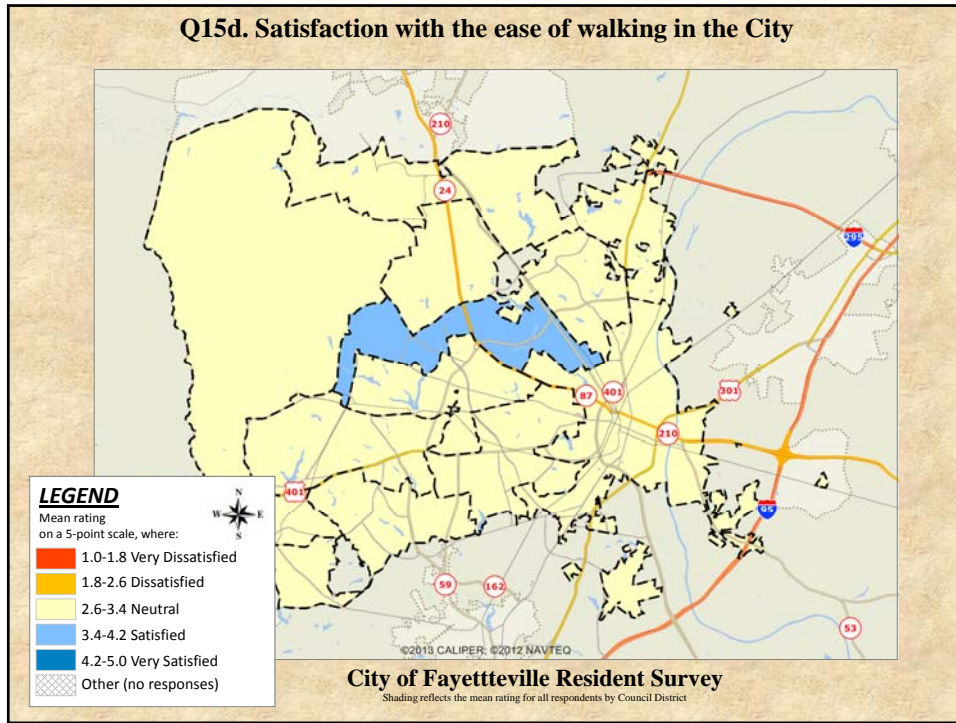 Q15d. Satisfaction with the ease of walking in the City
210
24
295
87
401
301
210
401
95
59
162
53
LEGEND
Mean rating
on a 5-point scale, where:
N
W E
S
1.0-1.8 Very Dissatisfied
1.8-2.6 Dissatisfied
2.6-3.4 Neutral
3.4-4.2 Satisfied
4.2-5.0 Very Satisfied
Other (no responses)
©2013 CALIPER; ©2012 NAVTEQ
City of Fayettteville Resident Survey
Shading reflects the mean rating for all respondents by Council District